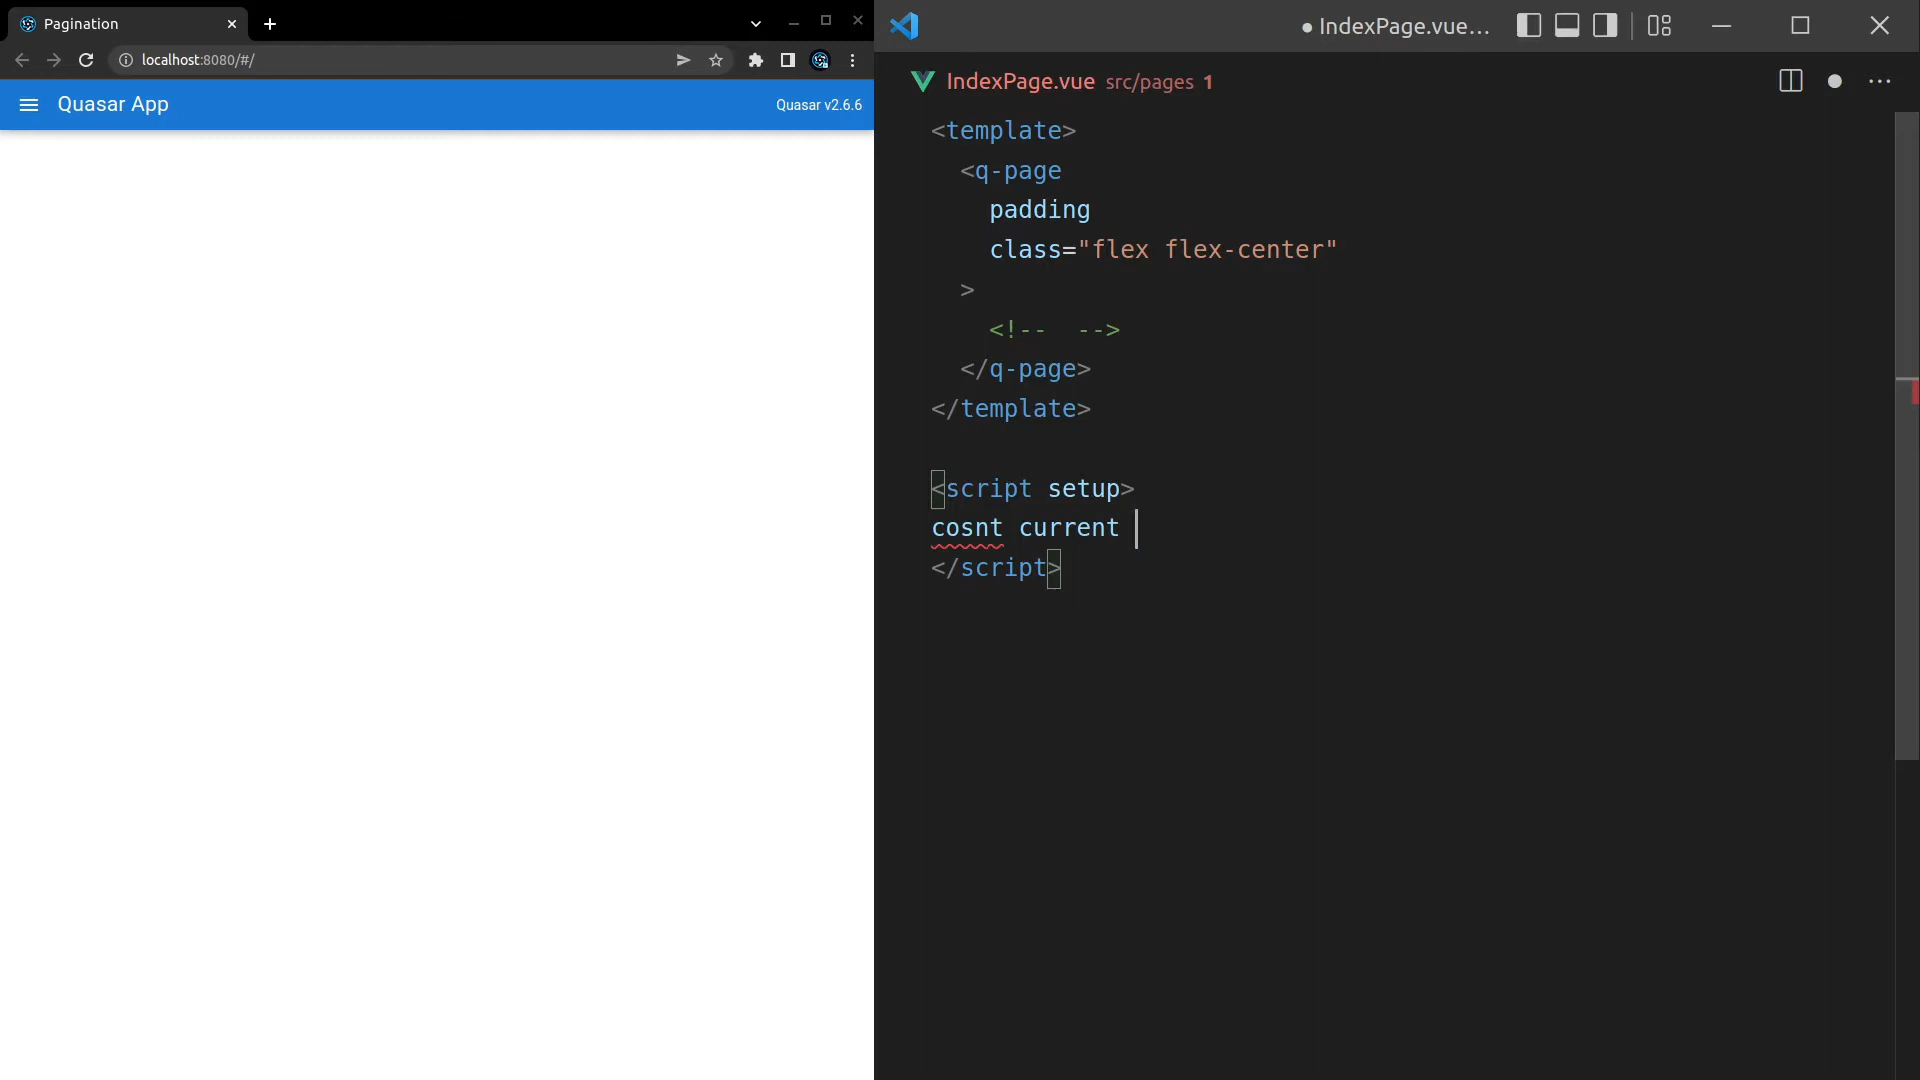 Pagination
localhost:8080/#/
Quasar App
Quasar v2.6.6
● IndexPage.vue...
IndexPage.vue src/pages 1
<template>
<q-page
padding
class="flex flex-center"
>
<!--  -->
</q-page>
</template>
<script setup>
cosnt current
</script>